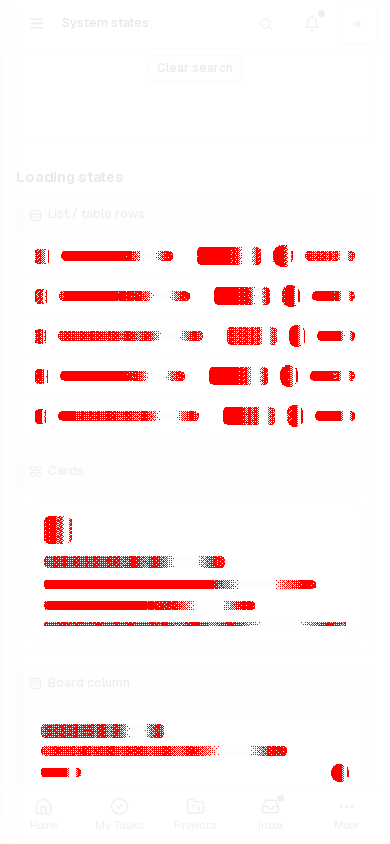 System states
Clear search
Loading states
List / table rows
Cards
Board column
Home
My Tasks
Projects
Inbox
More